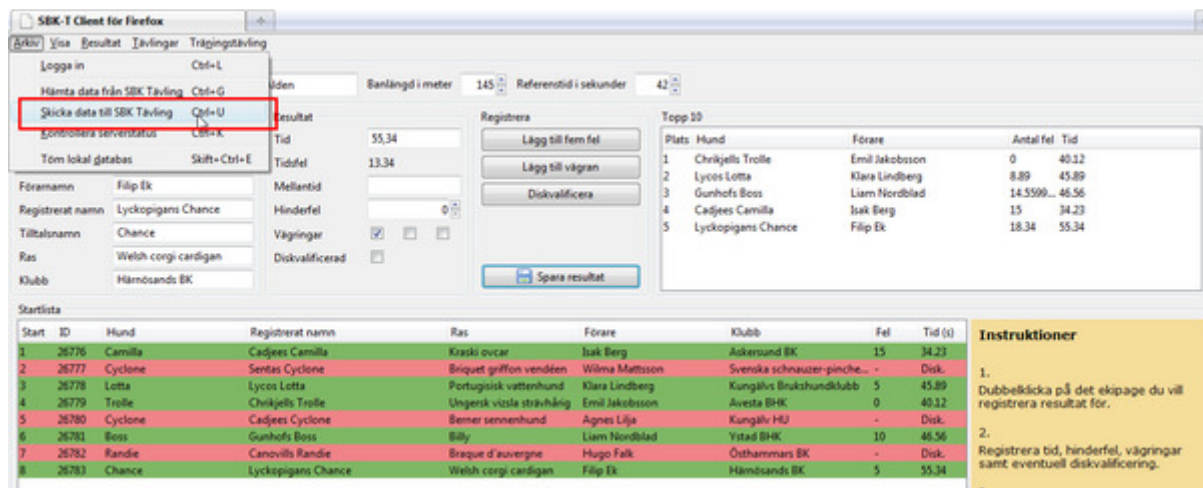 SBK-T Client för Firefox
Arkiv Visa Resultat Tävlingar Träningstävling
Logga in Ctrl+L
Hämta data från SBK Tävling Ctrl+G
Skicka data till SBK Tävling Ctrl+U
Kontrollera serverstatus Ctrl+K
Töm lokal databas Skift+Ctrl+E
Banlängd i meter 145 Referenstid i sekunder 42
Förarnamn Filip Ek
Registrerat namn Lyckopigans Chance
Tilltalsnamn Chance
Ras Welsh corgi cardigan
Klubb Härnösands BK
Resultat
Tid 55,34
Tidsfel 13.34
Mellantid
Hinderfel 0
Vägringar
Diskvalificerad
Registrera
Lägg till fem fel
Lägg till vägran
Diskvalificera
Spara resultat
Topp 10
Plats Hund Förare Antal fel Tid
1 Chrikjells Trolle Emil Jakobsson 0 40.12
2 Lycos Lotta Klara Lindberg 8.89 45.89
3 Gunhofs Boss Liam Nordblad 14.5599... 46.56
4 Cadjees Camilla Isak Berg 15 34.23
5 Lyckopigans Chance Filip Ek 18.34 55.34
Startlista
Start ID Hund Registrerat namn Ras Förare Klubb Fel Tid (s)
1 26776 Camilla Cadjees Camilla Kraski ovcar Isak Berg Askersund BK 15 34.23
2 26777 Cyclone Sentas Cyclone Briquet griffon vendéen Wilma Mattsson Svenska schnauzer-pinche... - Disk.
3 26778 Lotta Lycos Lotta Portugisisk vattenhund Klara Lindberg Kungälvs Brukshundklubb 5 45.89
4 26779 Trolle Chrikjells Trolle Ungersk vizsla strävhårig Emil Jakobsson Avesta BHK 0 40.12
5 26780 Cyclone Cadjees Cyclone Berner sennenhund Agnes Lilja Kungälv HU - Disk.
6 26781 Boss Gunhofs Boss Billy Liam Nordblad Ystad BHK 10 46.56
7 26782 Randie Canovills Randie Braque d'auvergne Hugo Falk Östhammars BK - Disk.
8 26783 Chance Lyckopigans Chance Welsh corgi cardigan Filip Ek Härnösands BK 5 55.34
Instruktioner
1.
Dubbelklicka på det ekipage du vill
registrera resultat för.
2.
Registrera tid, hinderfel, vägringar
samt eventuell diskvalificering.